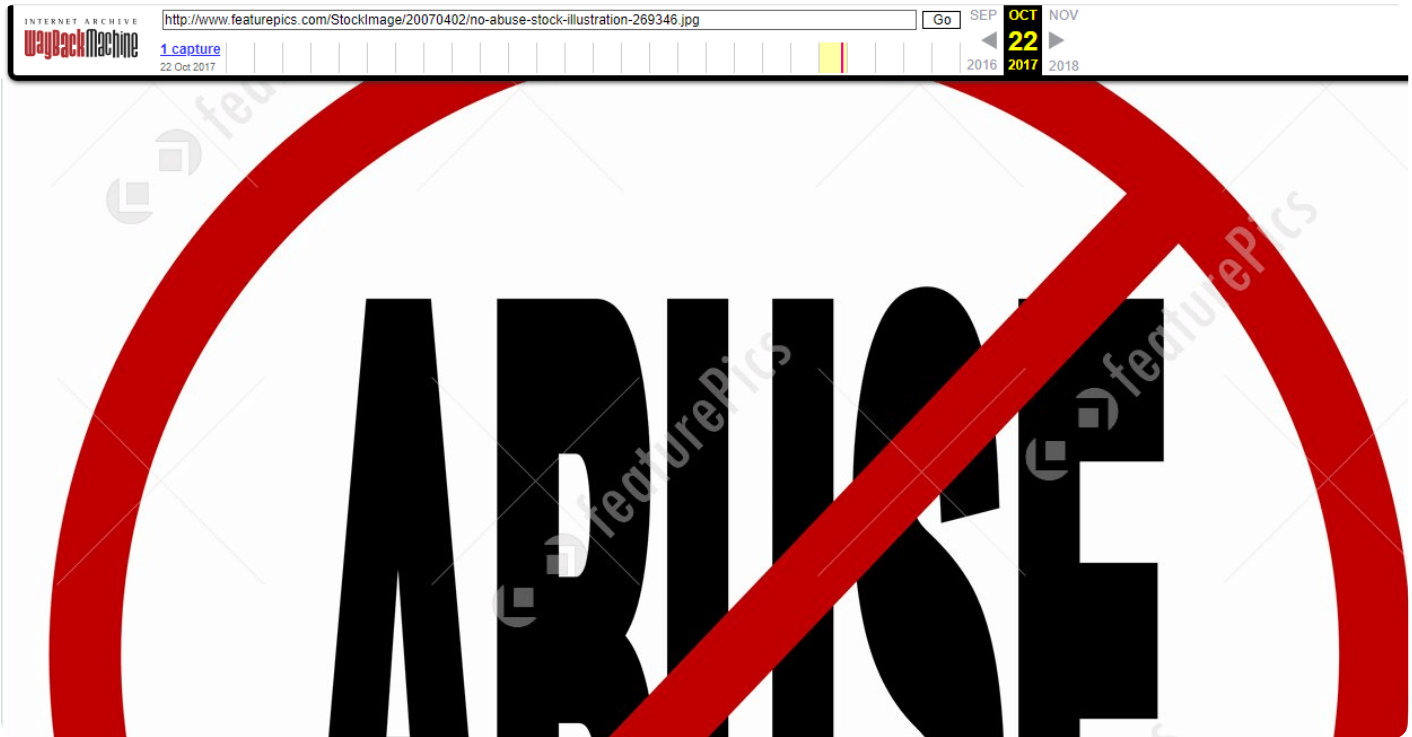 INTERNET ARCHIVE
WayBackMachine
http://www.featurepics.com/StockImage/20070402/no-abuse-stock-illustration-269346.jpg
Go
SEP
OCT
NOV
1 capture
22
22 Oct 2017
2016
2017
2018
featu
featurePics
ABUSE
featurePics